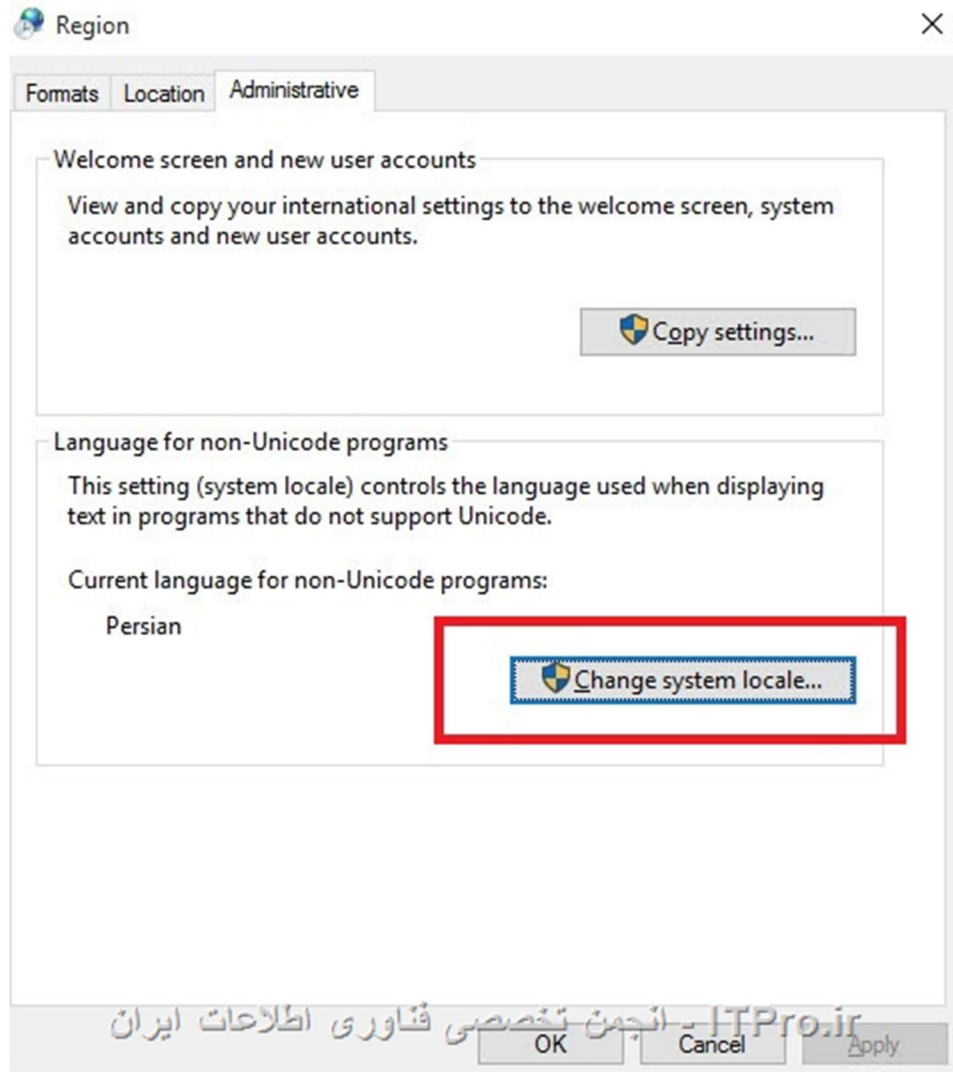 Region
Formats Location Administrative
Welcome screen and new user accounts
View and copy your international settings to the welcome screen, system
accounts and new user accounts.
Copy settings...
Language for non-Unicode programs
This setting (system locale) controls the language used when displaying
text in programs that do not support Unicode.
Current language for non-Unicode programs:
Persian
Change system locale...
ITPro.ir - انجمن تخصصی فناوری اطلاعات ایران
OK Cancel Apply